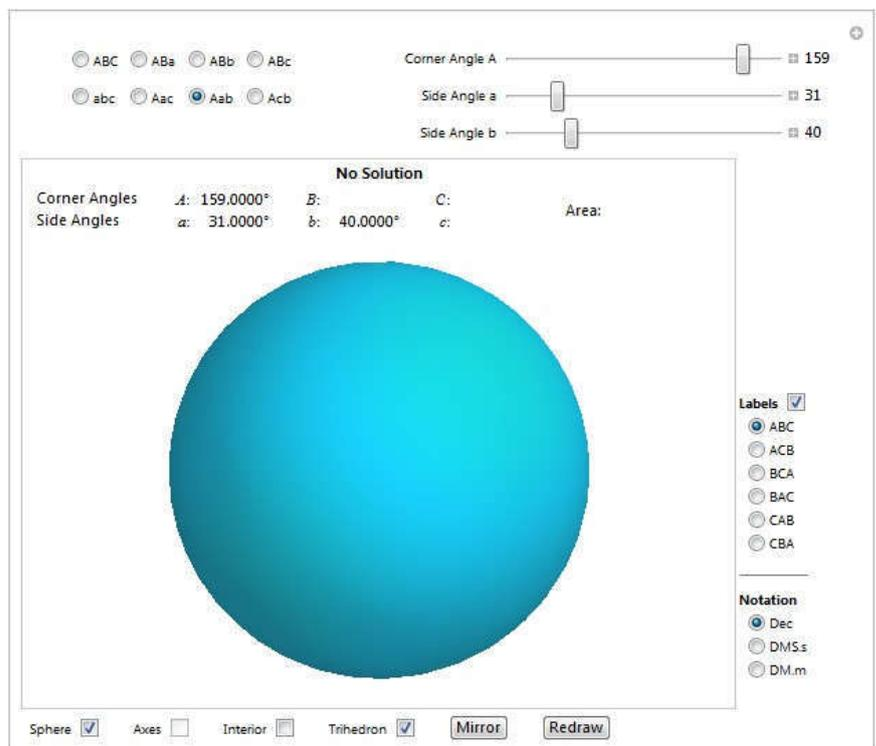 ABC ABa ABb ABc
abc Aac Aab Acb
Corner Angle A 159
Side Angle a 31
Side Angle b 40
No Solution
Corner Angles A: 159.0000° B: C:
Side Angles a: 31.0000° b: 40.0000° c:
Area:
Labels
ABC
ACB
BCA
BAC
CAB
CBA
Notation
Dec
DMS.s
DM.m
Sphere Axes Interior Trihedron Mirror Redraw